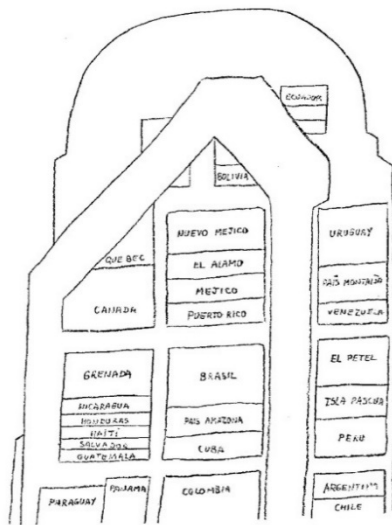 ECUADOR
BOLIVIA
NUEVO MEJICO
EL ALAMO
MEJICO
PUERTO RICO
QUEBEC
CANADA
URUGUAY
PAIS MONTAÑA
VENEZUELA
GRENADA
NICARAGUA
HONDURAS
HAITÍ
SALVADOR
GUATEMALA
BRASIL
PAIS AMAZONA
CUBA
EL PETEL
ISLA PASCUA
PERU
PARAGUAY
PANAMA
COLOMBIA
ARGENTINA
CHILE